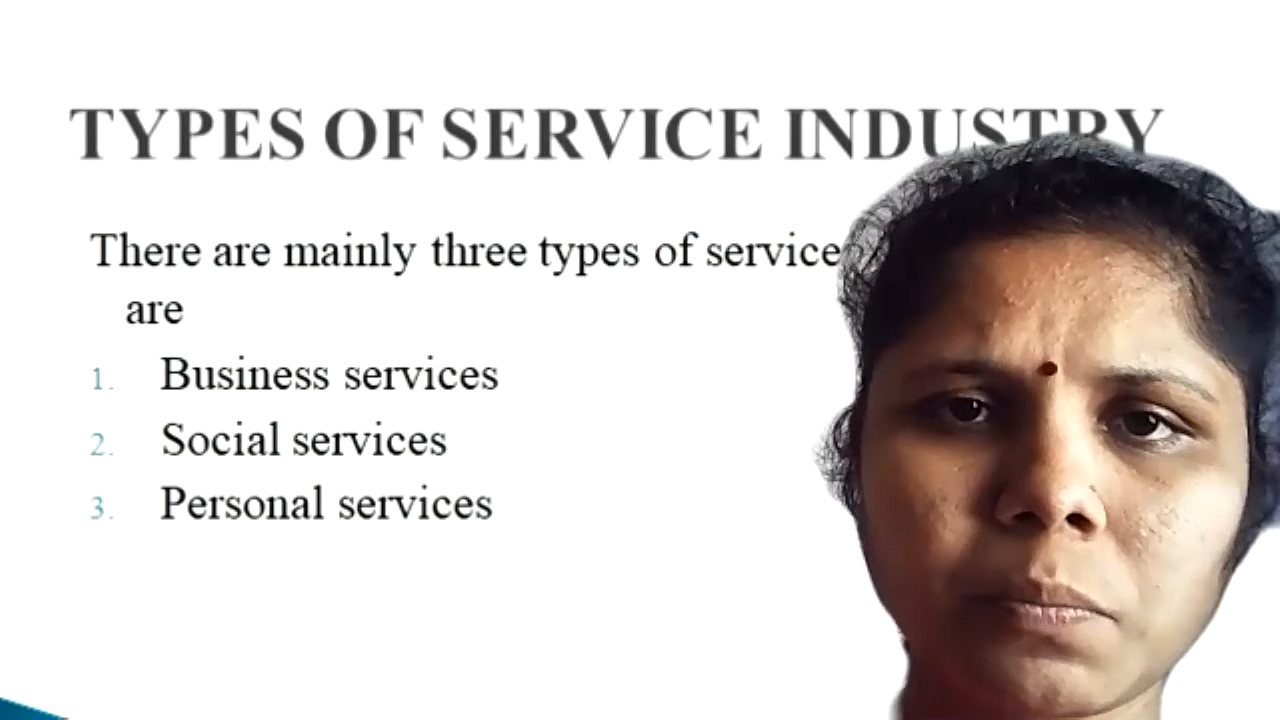 TYPES OF SERVICE INDUSTRY
There are mainly three types of service
are
1. Business services
2. Social services
3. Personal services